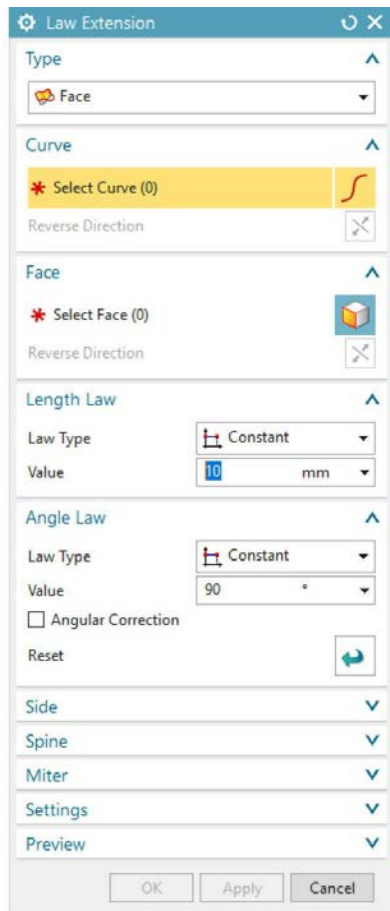 Law Extension
Type
Face
Curve
* Select Curve (0)
Reverse Direction
Face
* Select Face (0)
Reverse Direction
Length Law
Law Type Constant
Value 10 mm
Angle Law
Law Type Constant
Value 90 °
Angular Correction
Reset
Side
Spine
Miter
Settings
Preview
OK Apply Cancel